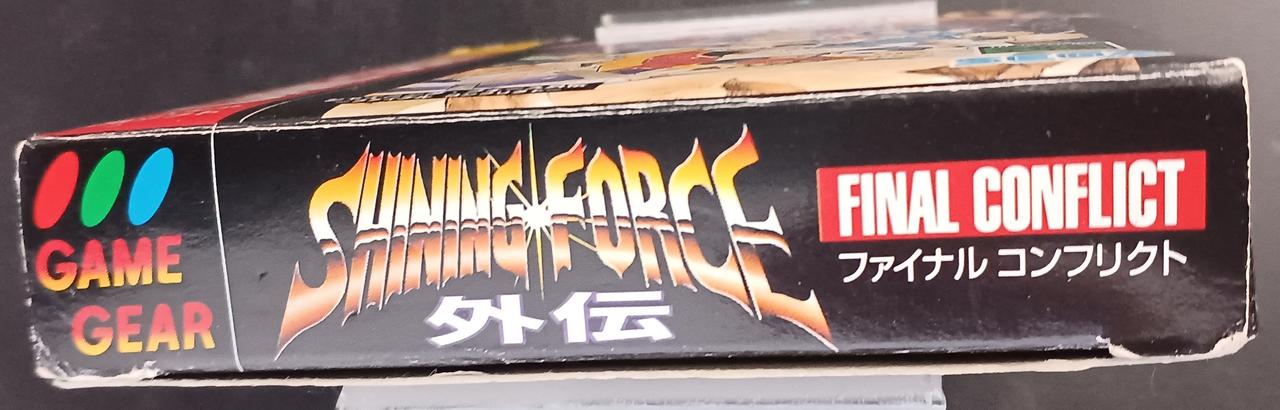 GAME
GEAR
SHINING FORCE
外伝
FINAL CONFLICT
ファイナル コンフリクト